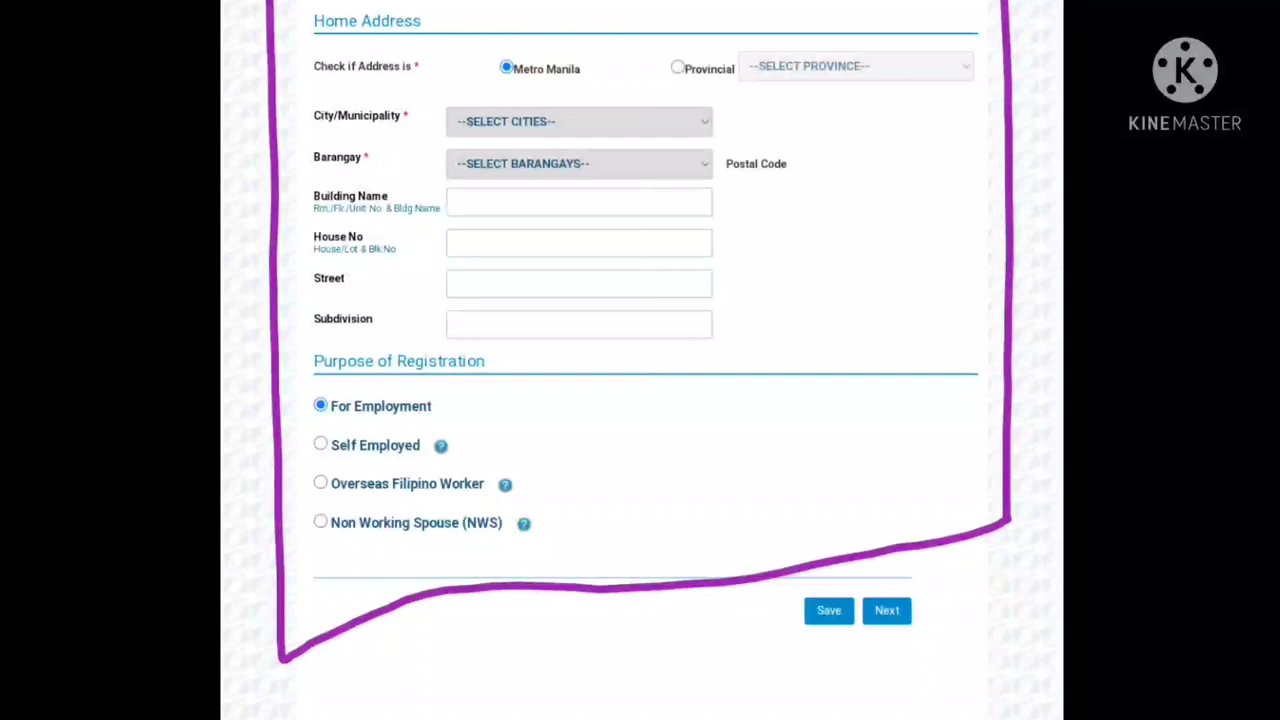 Home Address
Check if Address is * Metro Manila Provincial --SELECT PROVINCE--
City/Municipality * --SELECT CITIES--
Barangay * --SELECT BARANGAYS-- Postal Code
Building Name
Rm./Flr./Unit No. & Bldg Name
House No
House/Lot & Blk No
Street
Subdivision
Purpose of Registration
For Employment
Self Employed ?
Overseas Filipino Worker ?
Non Working Spouse (NWS) ?
Save Next
K
KINEMASTER